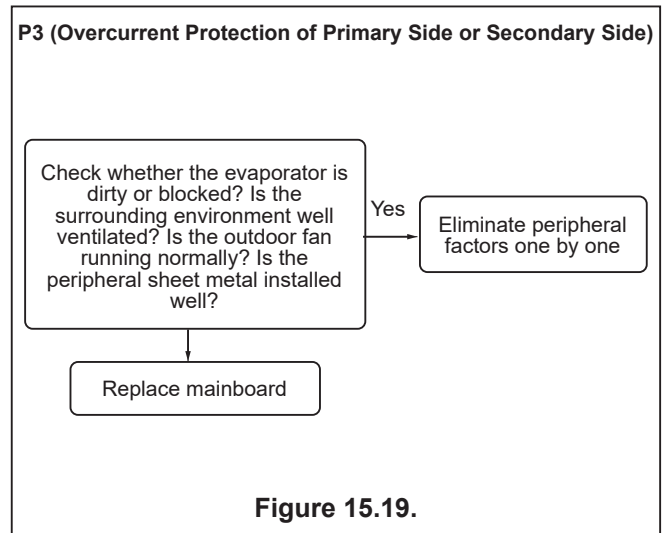 P3 (Overcurrent Protection of Primary Side or Secondary Side)
Check whether the evaporator is
dirty or blocked? Is the
surrounding environment well
ventilated? Is the outdoor fan
running normally? Is the
peripheral sheet metal installed
well?
Yes
Eliminate peripheral
factors one by one
Replace mainboard
Figure 15.19.